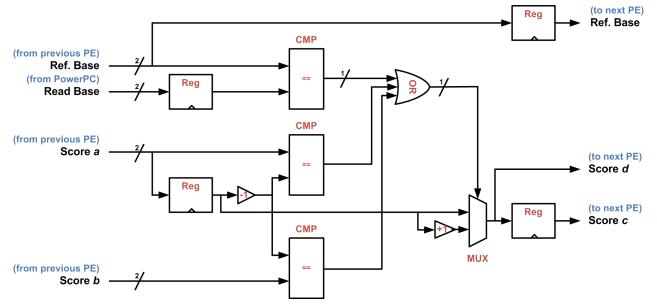 (to next PE)
Ref. Base
Reg
CMP
(from previous PE)
Ref. Base
2
==
1
1
(from PowerPC)
Read Base
2
Reg
OR
CMP
(from previous PE)
Score a
2
==
(to next PE)
Score d
Reg
-1
(to next PE)
Score c
Reg
+1
CMP
MUX
(from previous PE)
Score b
2
==